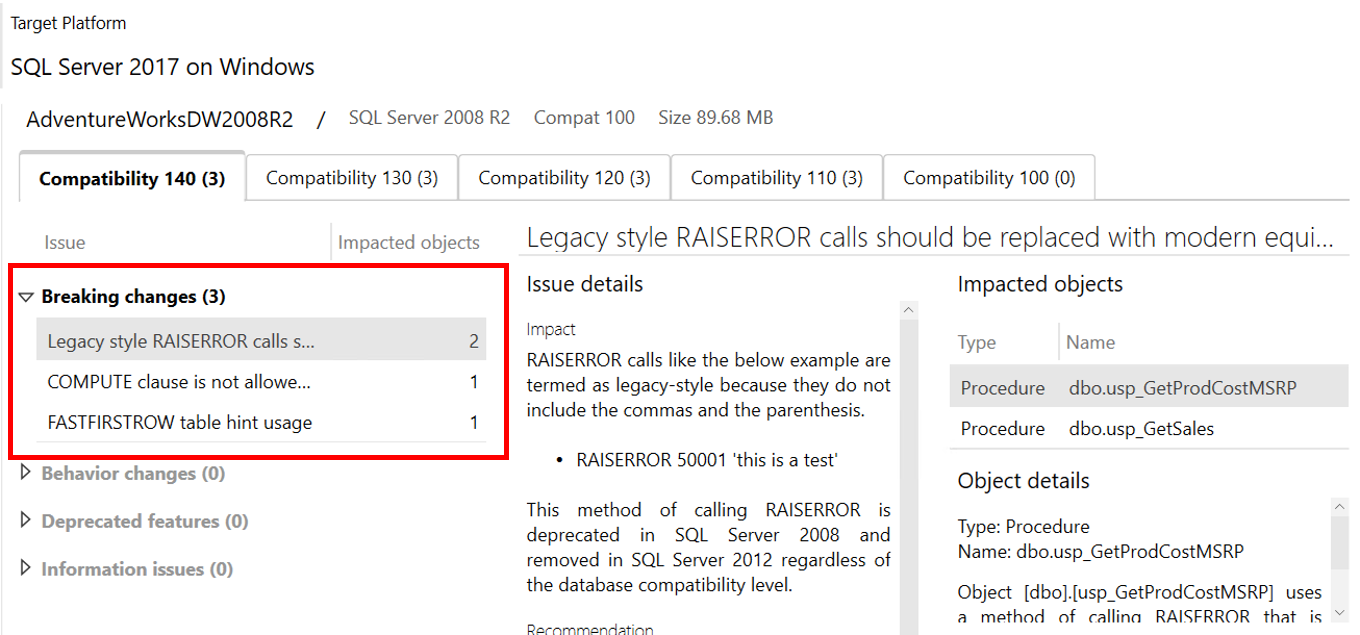 Target Platform
SQL Server 2017 on Windows
AdventureWorksDW2008R2 / SQL Server 2008 R2 Compat 100 Size 89.68 MB
Compatibility 140 (3) Compatibility 130 (3) Compatibility 120 (3) Compatibility 110 (3) Compatibility 100 (0)
Issue Impacted objects
Breaking changes (3)
Legacy style RAISERROR calls s... 2
COMPUTE clause is not allowe... 1
FASTFIRSTROW table hint usage 1
Behavior changes (0)
Deprecated features (0)
Information issues (0)
Legacy style RAISERROR calls should be replaced with modern equi...
Issue details
Impact
RAISERROR calls like the below example are
termed as legacy-style because they do not
include the commas and the parenthesis.
• RAISERROR 50001 'this is a test'
This method of calling RAISERROR is
deprecated in SQL Server 2008 and
removed in SQL Server 2012 regardless of
the database compatibility level.
Recommendation
Impacted objects
Type Name
Procedure dbo.usp_GetProdCostMSRP
Procedure dbo.usp_GetSales
Object details
Type: Procedure
Name: dbo.usp_GetProdCostMSRP
Object [dbo].[usp_GetProdCostMSRP] uses
a method of calling RAISERROR that is